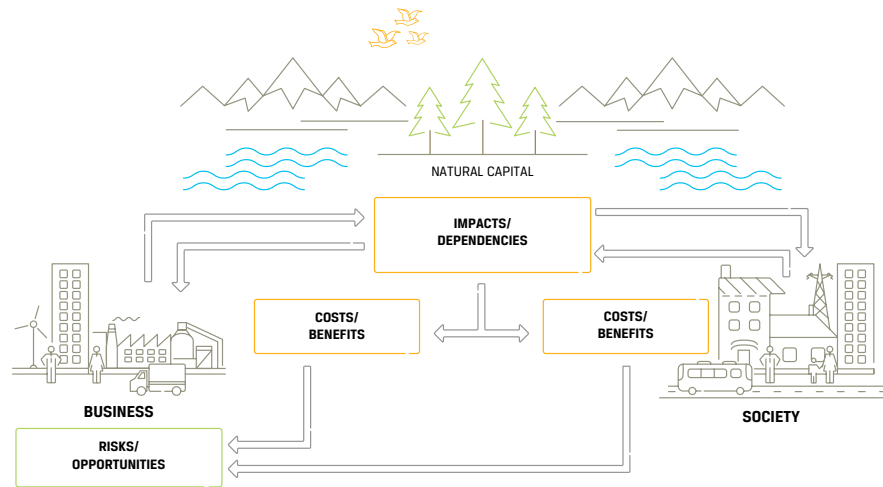 NATURAL CAPITAL
IMPACTS/
DEPENDENCIES
COSTS/
BENEFITS
COSTS/
BENEFITS
BUSINESS
SOCIETY
RISKS/
OPPORTUNITIES